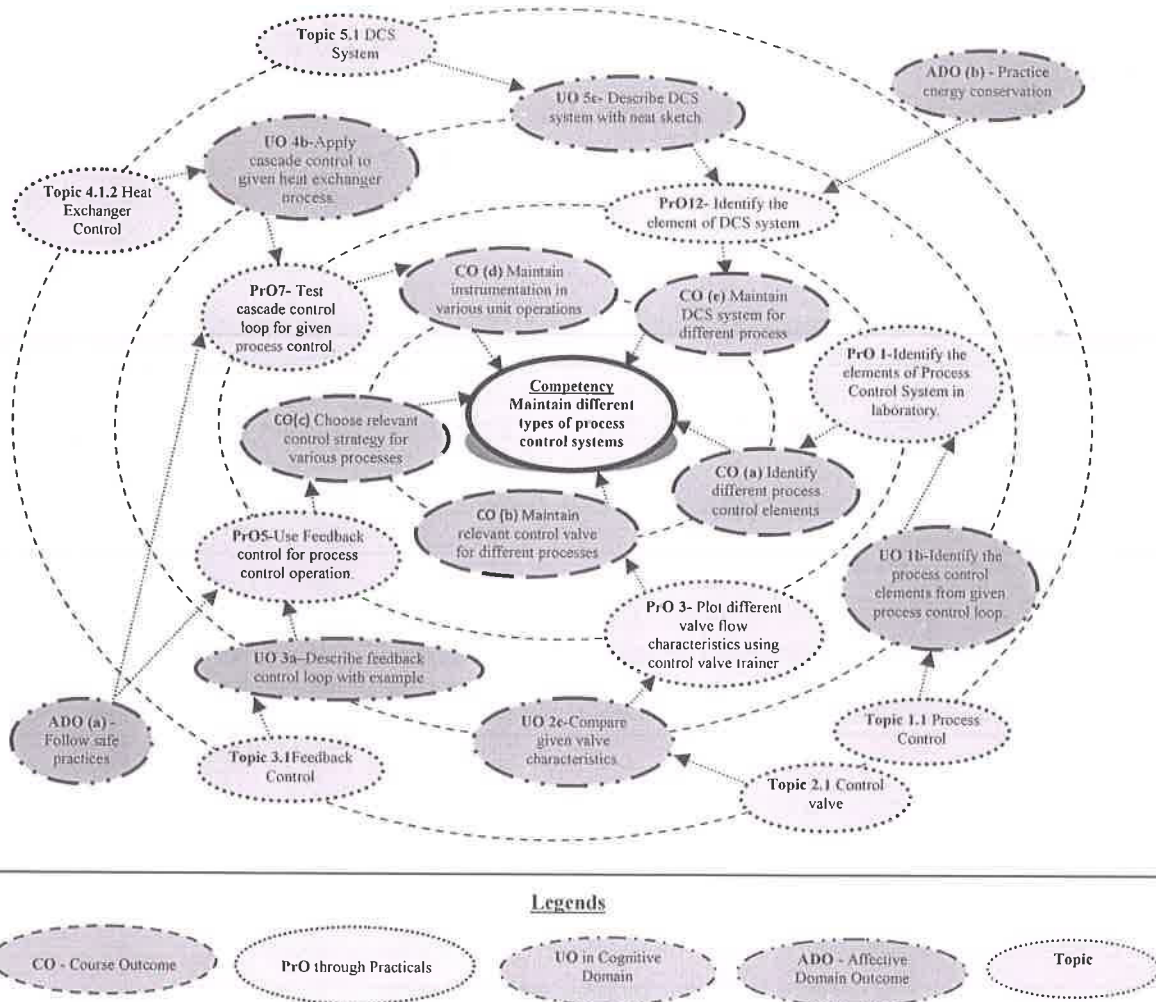 Topic 5.1 DCS
System
ADO (b) - Practice
energy conservation
UO 5c- Describe DCS
system with neat sketch
UO 4b-Apply
cascade control to
given heat exchanger
process.
Topic 4.1.2 Heat
Exchanger
Control
PrO12- Identify the
element of DCS system
PrO7- Test
cascade control
loop for given
process control.
CO (d) Maintain
instrumentation in
various unit operations
CO (e) Maintain
DCS system for
different process
PrO 1-Identify the
elements of Process
Control System in
laboratory.
Competency
Maintain different
types of process
control systems
CO(c) Choose relevant
control strategy for
various processes
CO (a) Identify
different process
control elements
CO (b) Maintain
relevant control valve
for different processes
PrO5-Use Feedback
control for process
control operation.
UO 1b-Identify the
process control
elements from given
process control loop.
PrO 3- Plot different
valve flow
characteristics using
control valve trainer
UO 3a–Describe feedback
control loop with example
ADO (a) -
Follow safe
practices
UO 2e-Compare
given valve
characteristics.
Topic 1.1 Process
Control
Topic 3.1Feedback
Control
Topic 2.1 Control
valve
Legends
CO - Course Outcome
PrO through Practicals
UO in Cognitive
Domain
ADO - Affective
Domain Outcome
Topic